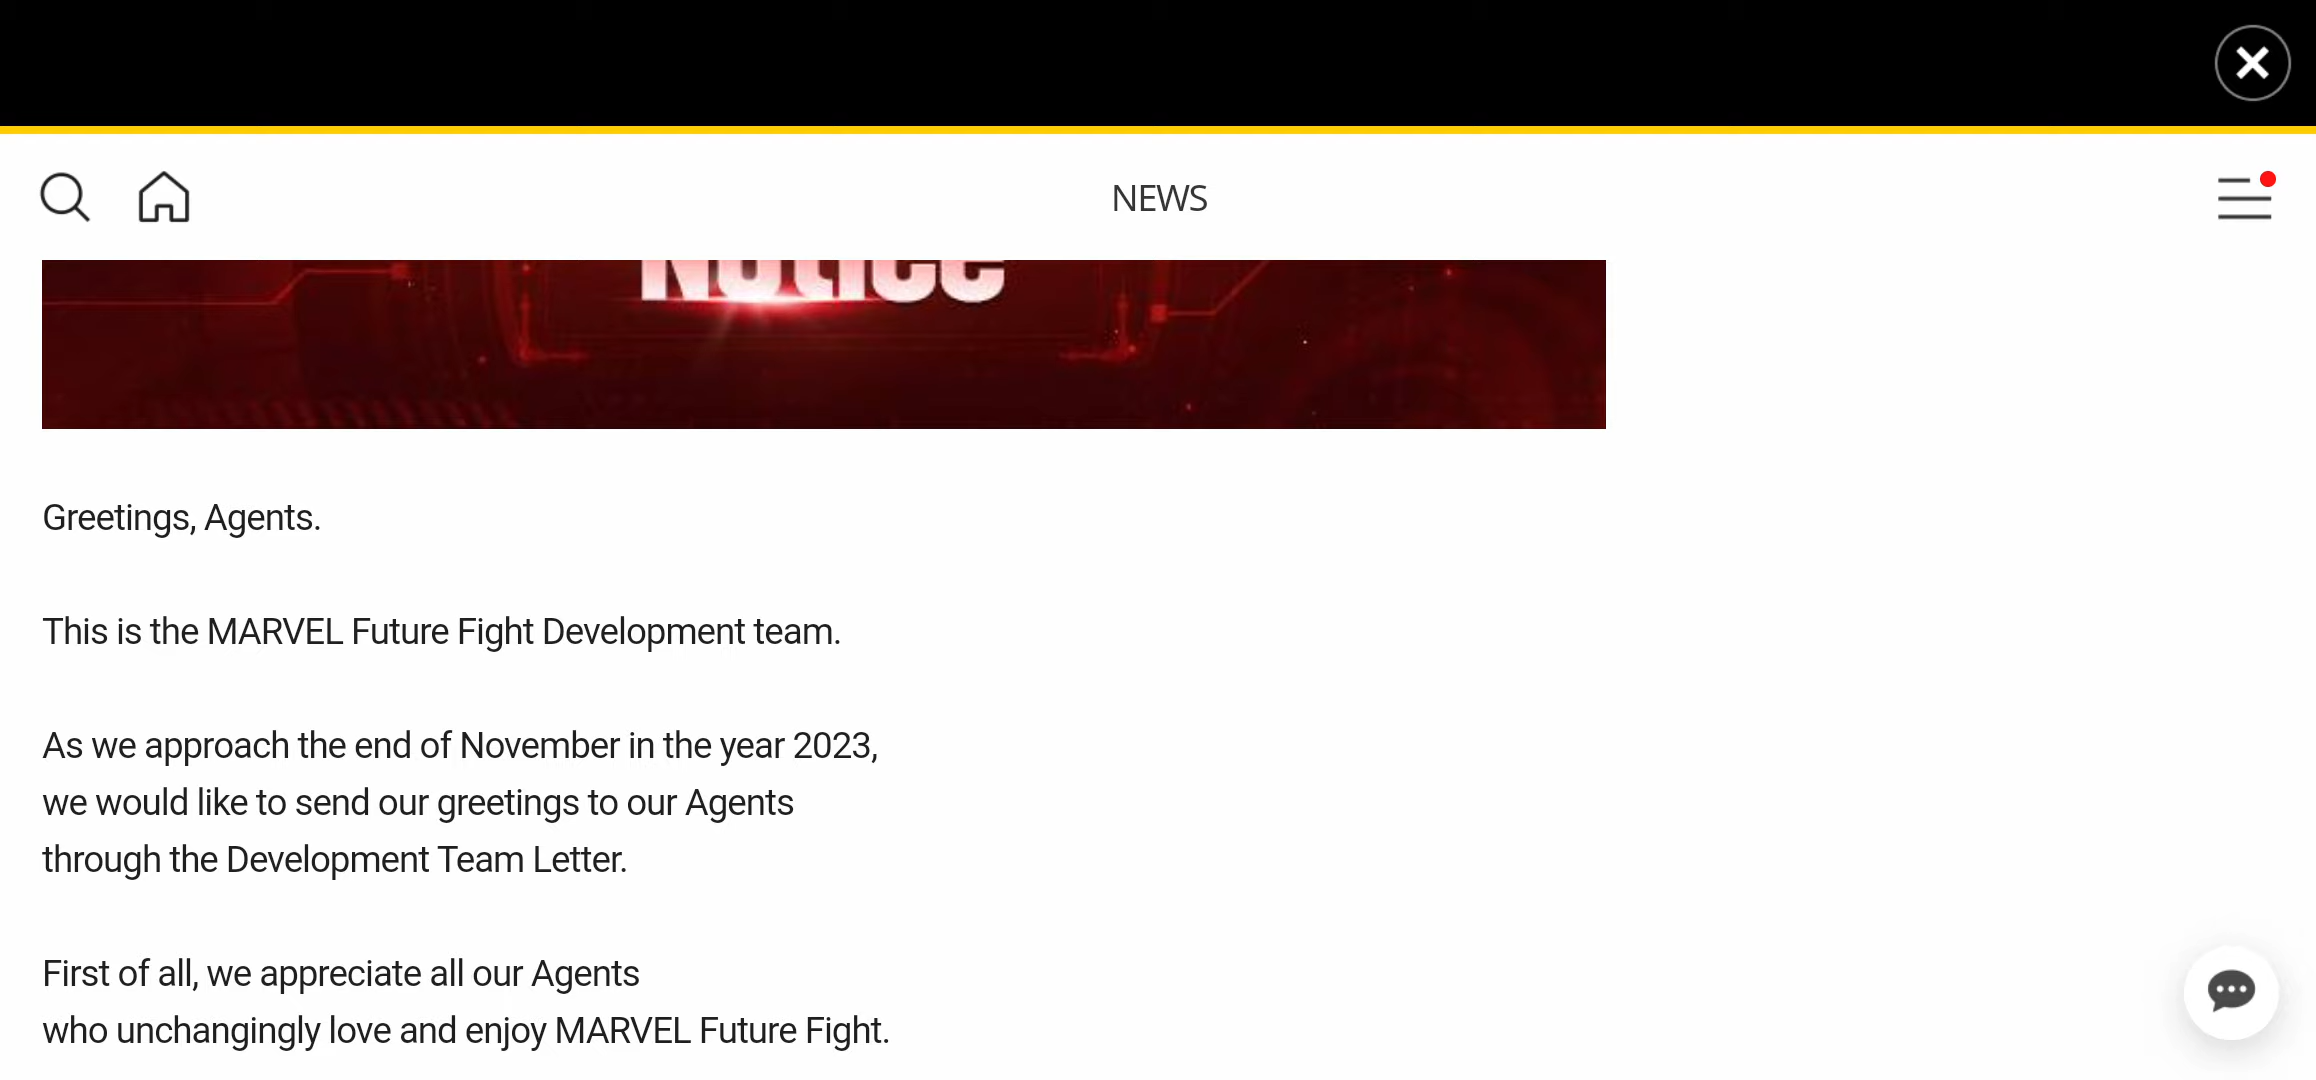 NEWS
Notice
Greetings, Agents.
This is the MARVEL Future Fight Development team.
As we approach the end of November in the year 2023,
we would like to send our greetings to our Agents
through the Development Team Letter.
First of all, we appreciate all our Agents
who unchangingly love and enjoy MARVEL Future Fight.